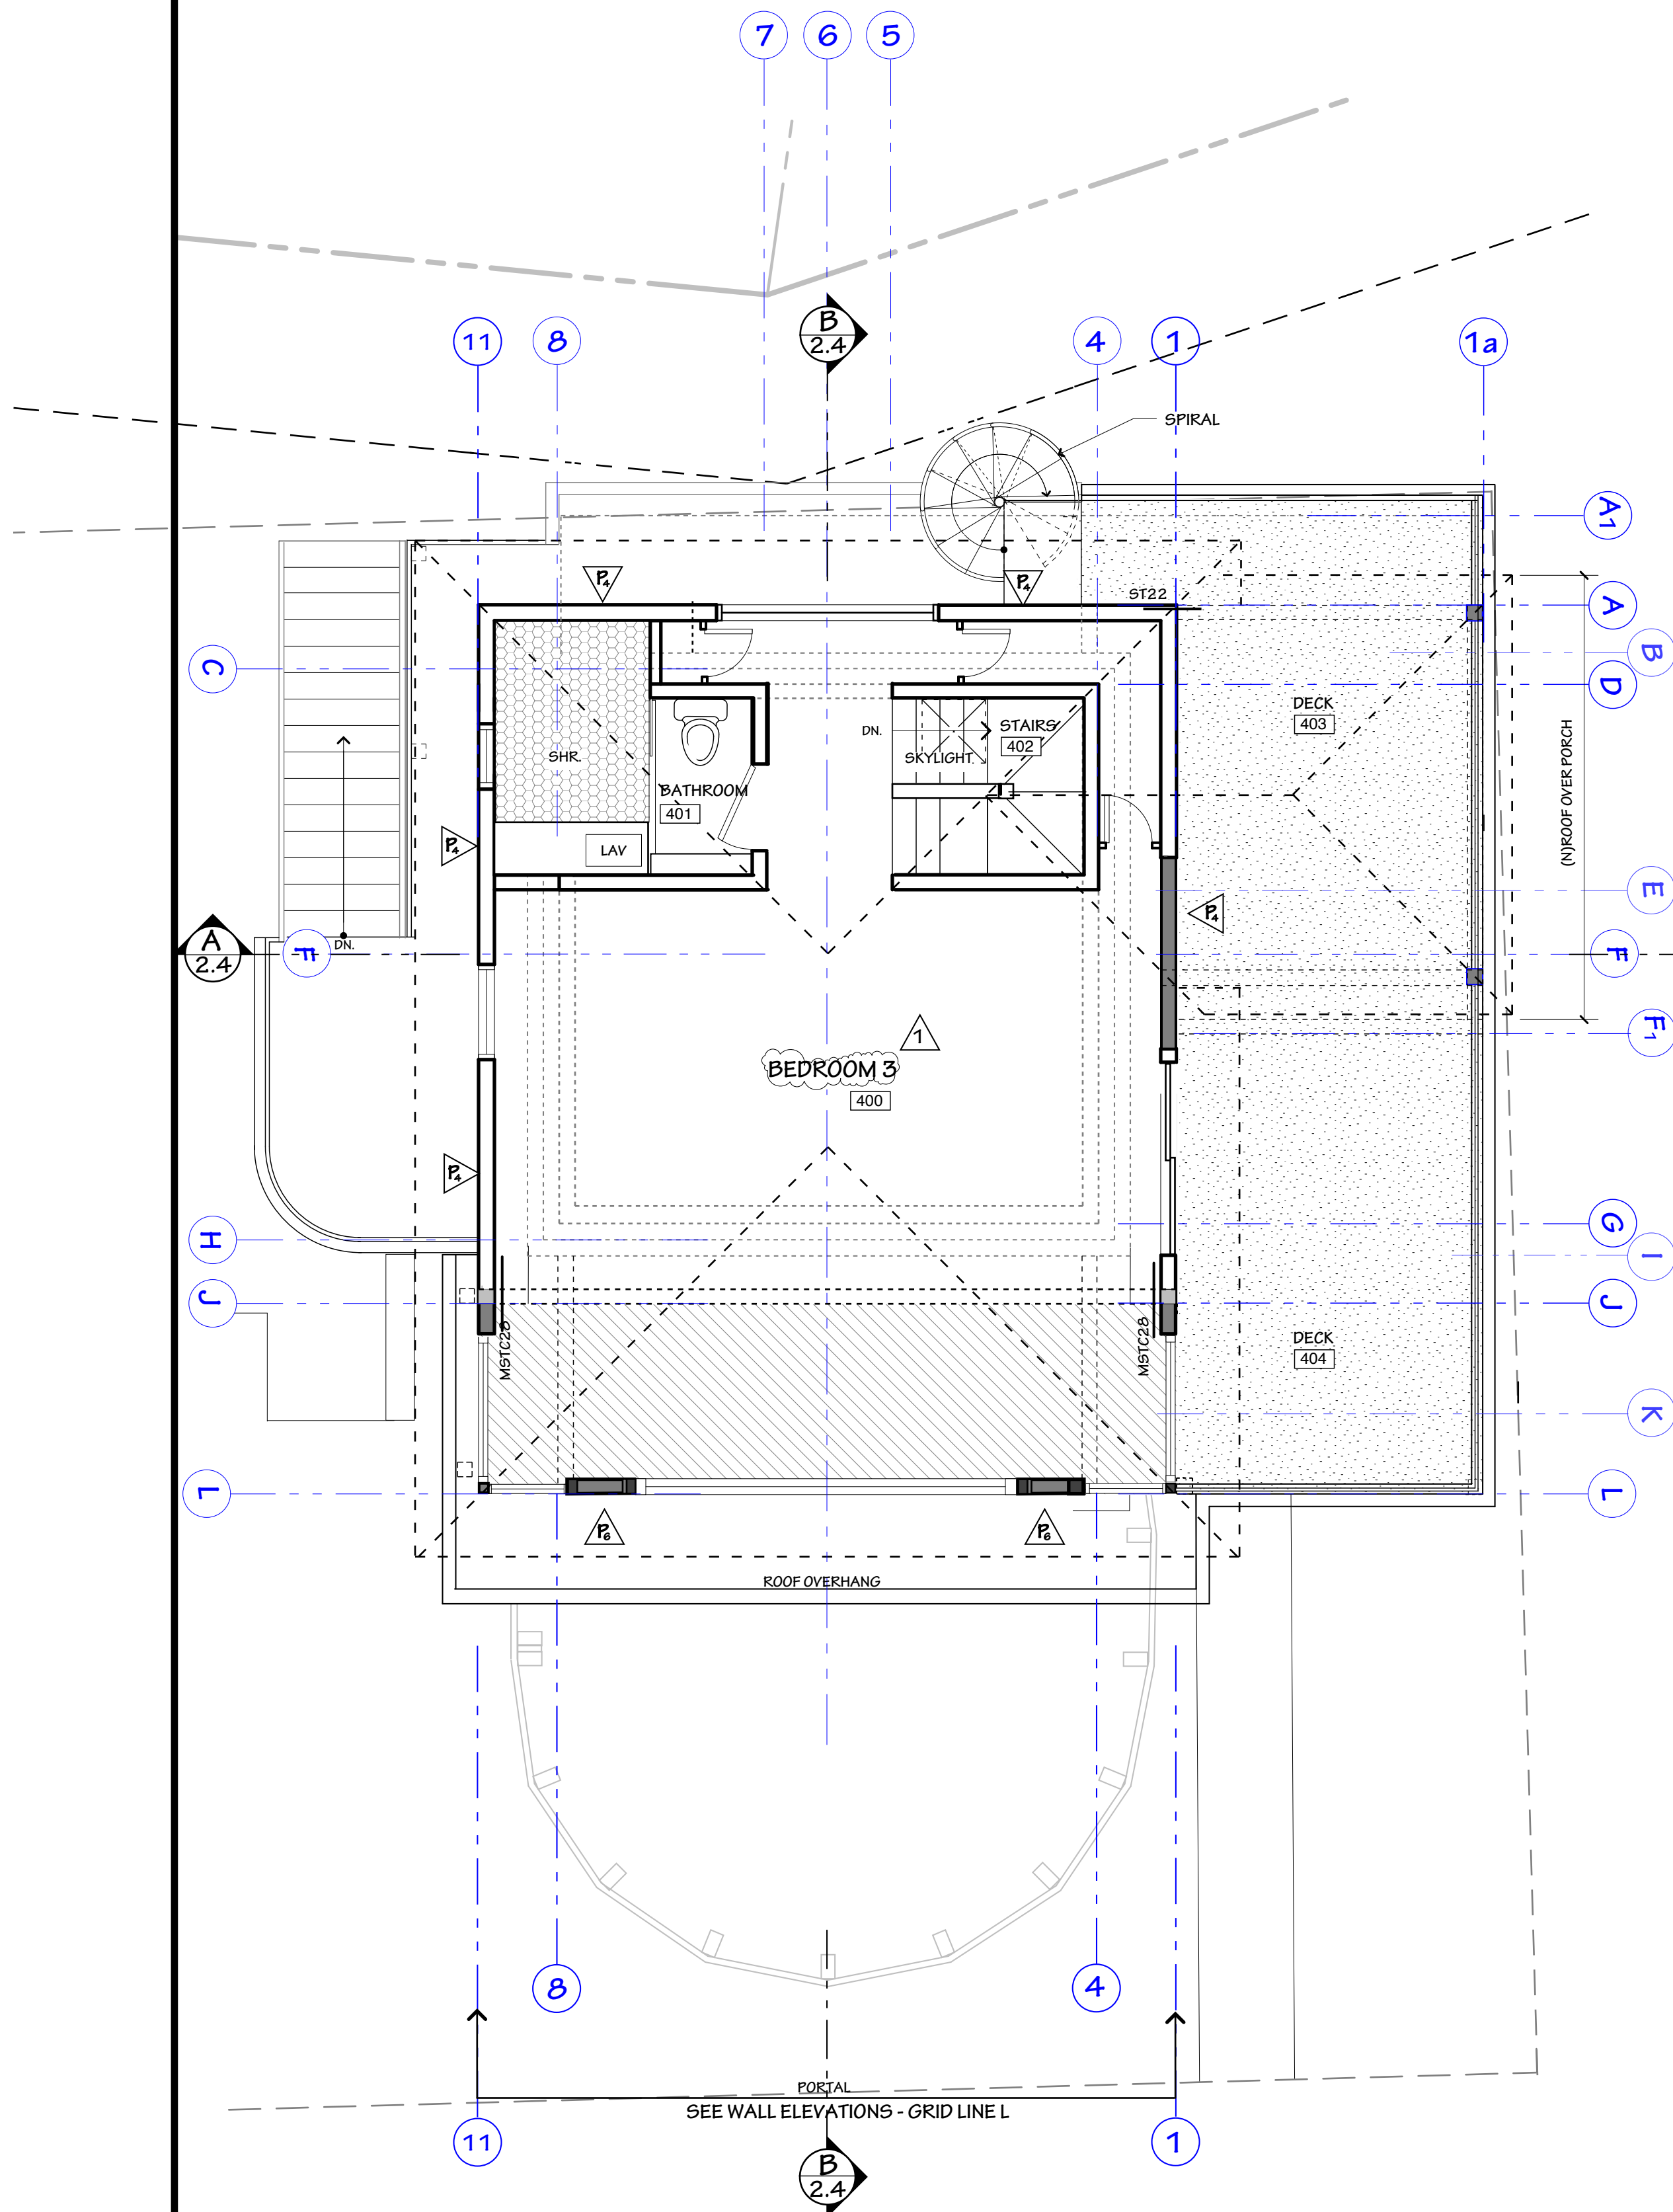 7 6 5
B
2.4
11 8 4 1 1a
SPIRAL
A1
P4 P4
ST22
A
B
C
D
DECK
403
STAIRS
402
DN.
SKYLIGHT
SHR.
BATHROOM
401
LAV
(N)ROOF OVER PORCH
P4
E
P4
A
2.4
F
DN.
F
1
F1
BEDROOM 3
400
P4
G
H
I
J
J
MSTC28
MSTC28
DECK
404
K
L
L
P6 P6
ROOF OVERHANG
8 4
PORTAL
SEE WALL ELEVATIONS - GRID LINE L
11 1
B
2.4